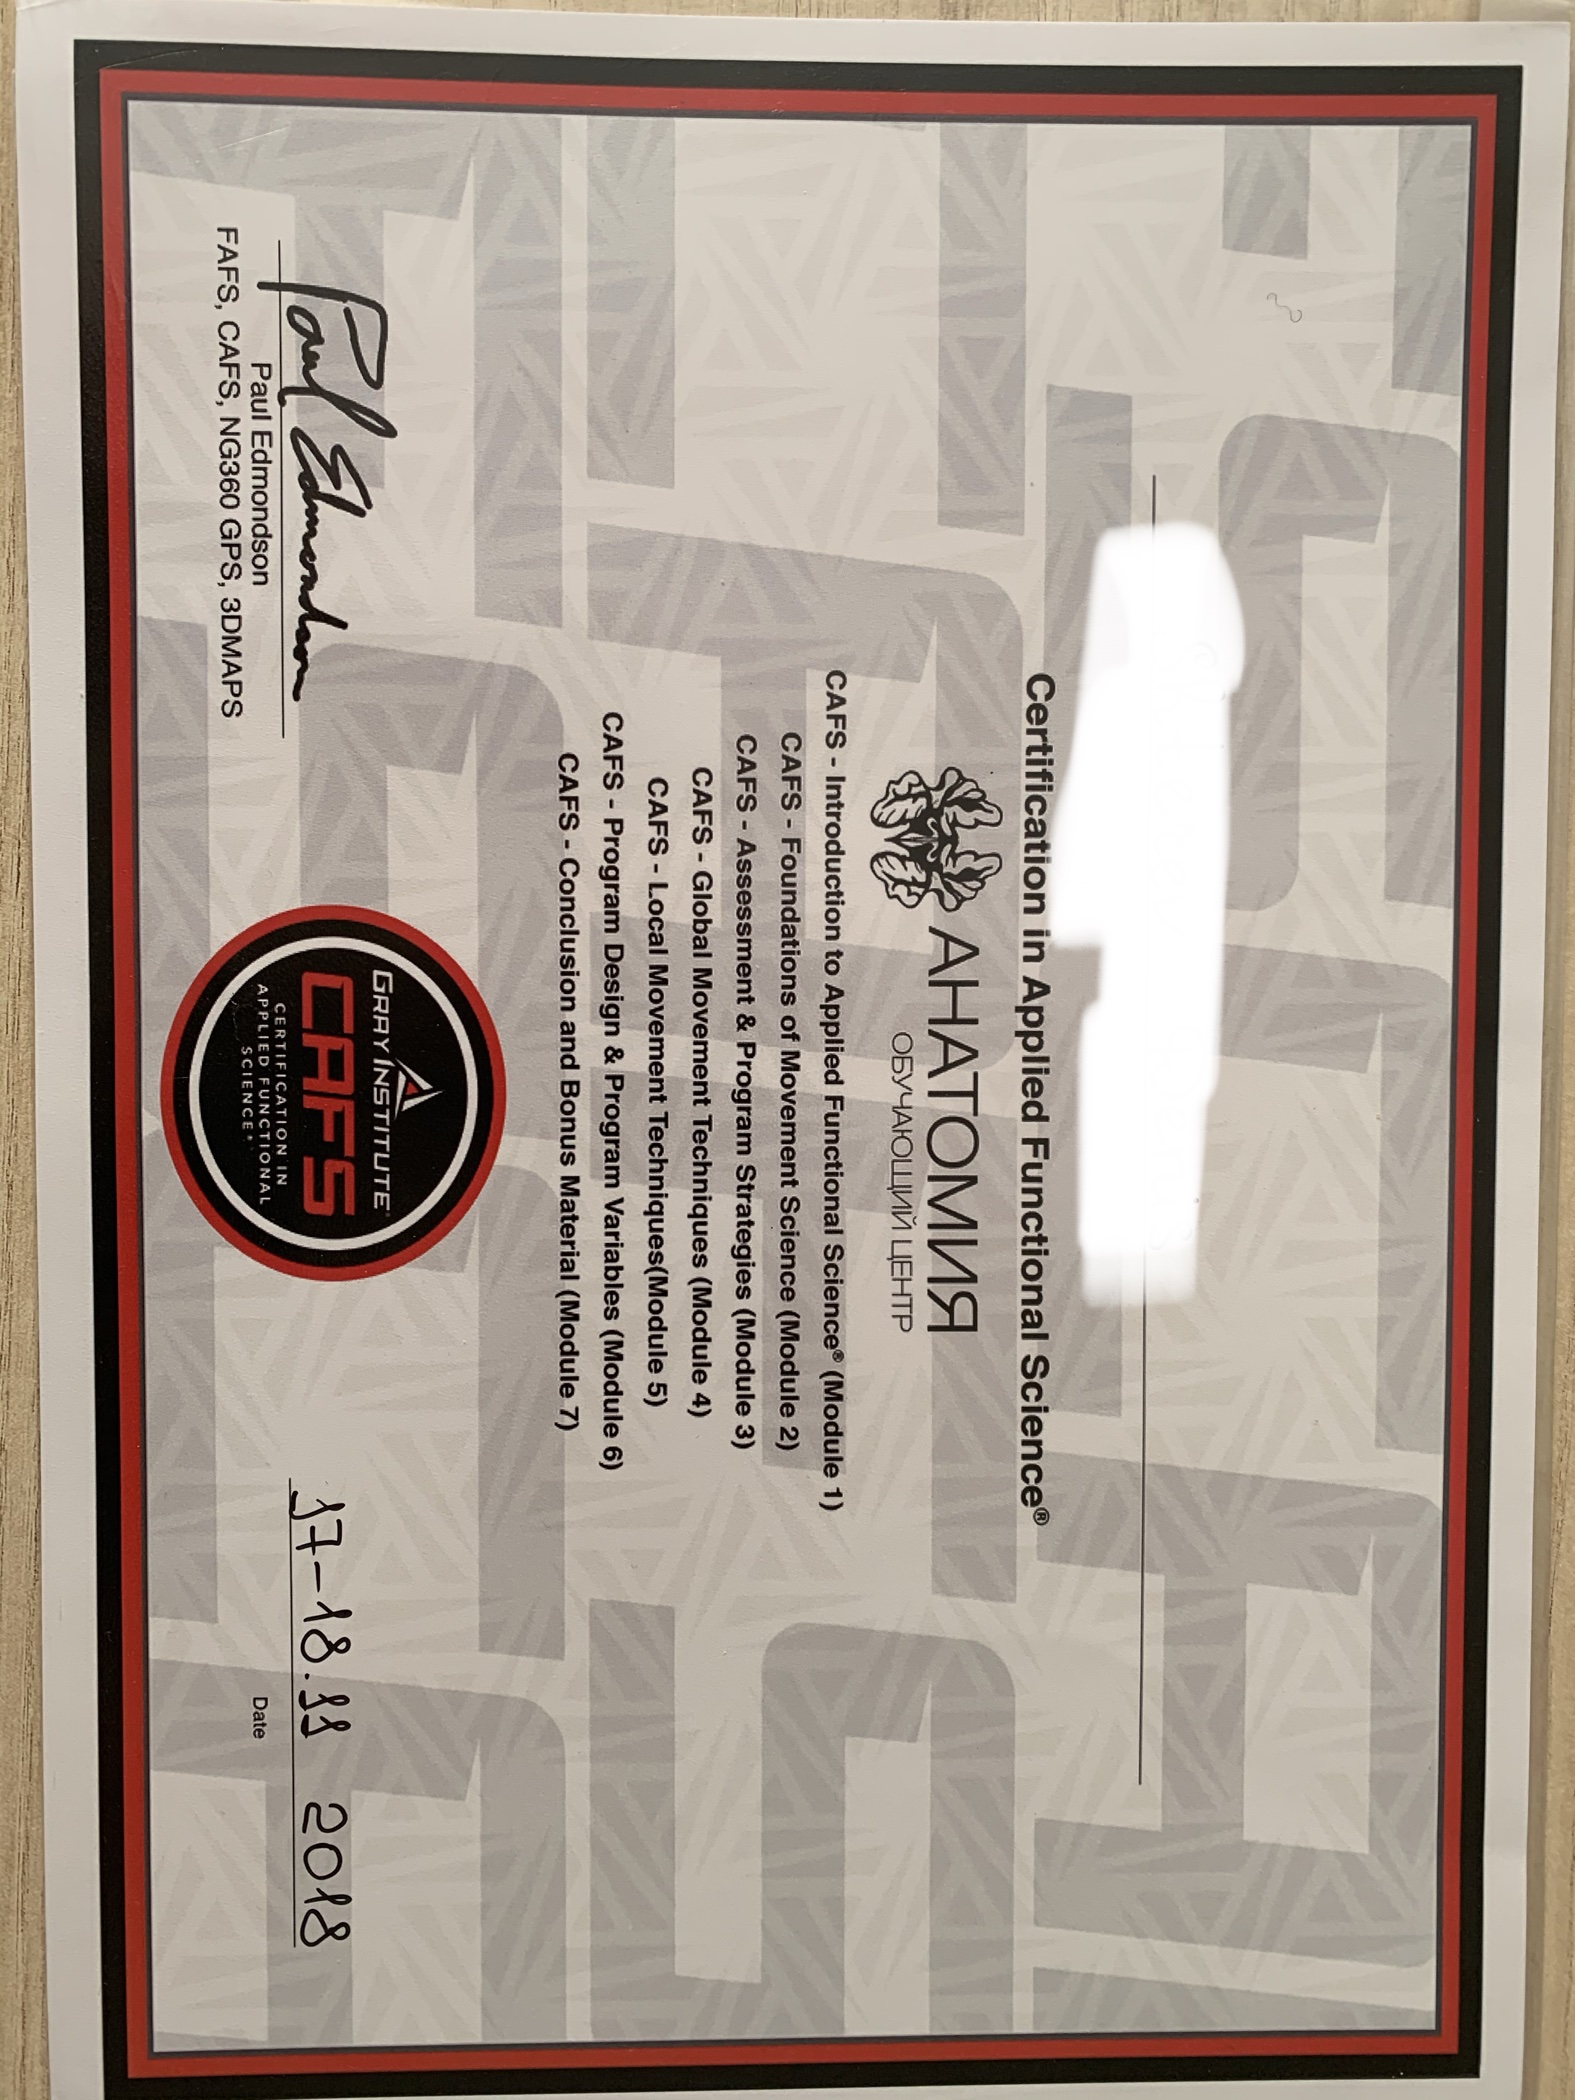 Certification in Applied Functional Science®
АНАТОМИЯ
ОБУЧАЮЩИЙ ЦЕНТР
CAFS - Introduction to Applied Functional Science® (Module 1)
CAFS - Foundations of Movement Science (Module 2)
CAFS - Assessment & Program Strategies (Module 3)
CAFS - Global Movement Techniques (Module 4)
CAFS - Local Movement Techniques(Module 5)
CAFS - Program Design & Program Variables (Module 6)
CAFS - Conclusion and Bonus Material (Module 7)
Paul Edmondson
Paul Edmondson
FAFS, CAFS, NG360 GPS, 3DMAPS
GRAY INSTITUTE®
CAFS
CERTIFICATION IN
APPLIED FUNCTIONAL
SCIENCE®
17-18.11 2018
Date